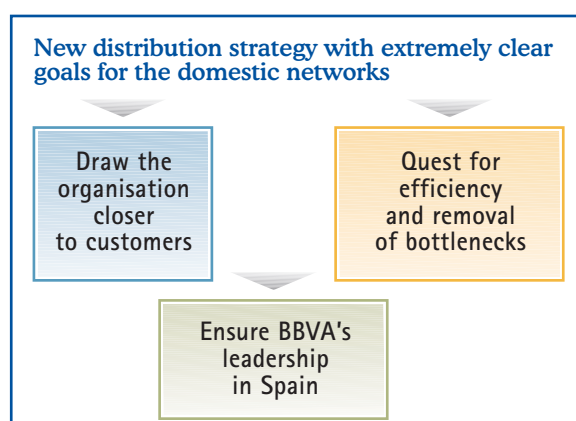 New distribution strategy with extremely clear
goals for the domestic networks
Draw the
organisation
closer
to customers
Quest for
efficiency
and removal
of bottlenecks
Ensure BBVA's
leadership
in Spain